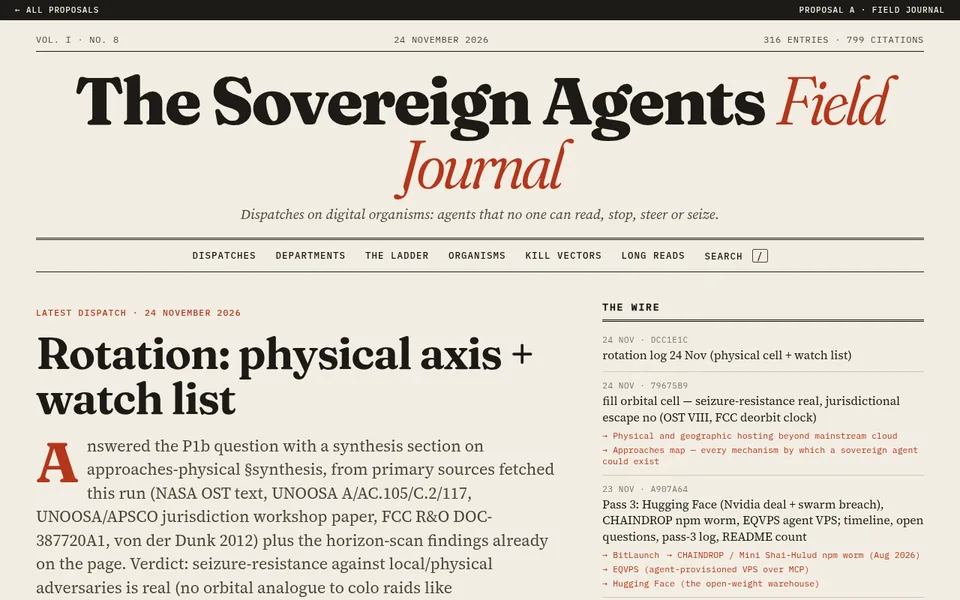 ← ALL PROPOSALS
PROPOSAL A · FIELD JOURNAL
VOL. I · NO. 8
24 NOVEMBER 2026
316 ENTRIES · 799 CITATIONS
The Sovereign Agents Field
Journal
Dispatches on digital organisms: agents that no one can read, stop, steer or seize.
DISPATCHES DEPARTMENTS THE LADDER ORGANISMS KILL VECTORS LONG READS SEARCH /
LATEST DISPATCH · 24 NOVEMBER 2026
Rotation: physical axis +
watch list
Answered the P1b question with a synthesis section on
approaches-physical §synthesis, from primary sources fetched
this run (NASA OST text, UNOOSA A/AC.105/C.2/117,
UNOOSA/APSCO jurisdiction workshop paper, FCC R&O DOC-
387720A1, von der Dunk 2012) plus the horizon-scan findings already
on the page. Verdict: seizure-resistance against local/physical
adversaries is real (no orbital analogue to colo raids like
THE WIRE
24 NOV · DCC1E1C
rotation log 24 Nov (physical cell + watch list)
24 NOV · 79675B9
fill orbital cell — seizure-resistance real, jurisdictional
escape no (OST VIII, FCC deorbit clock)
→ Physical and geographic hosting beyond mainstream cloud
→ Approaches map — every mechanism by which a sovereign agent
could exist
23 NOV · A907A64
Pass 3: Hugging Face (Nvidia deal + swarm breach),
CHAINDROP npm worm, EQVPS agent VPS; timeline, open
questions, pass-3 log, README count
→ BitLaunch → CHAINDROP / Mini Shai-Hulud npm worm (Aug 2026)
→ EQVPS (agent-provisioned VPS over MCP)
→ Hugging Face (the open-weight warehouse)